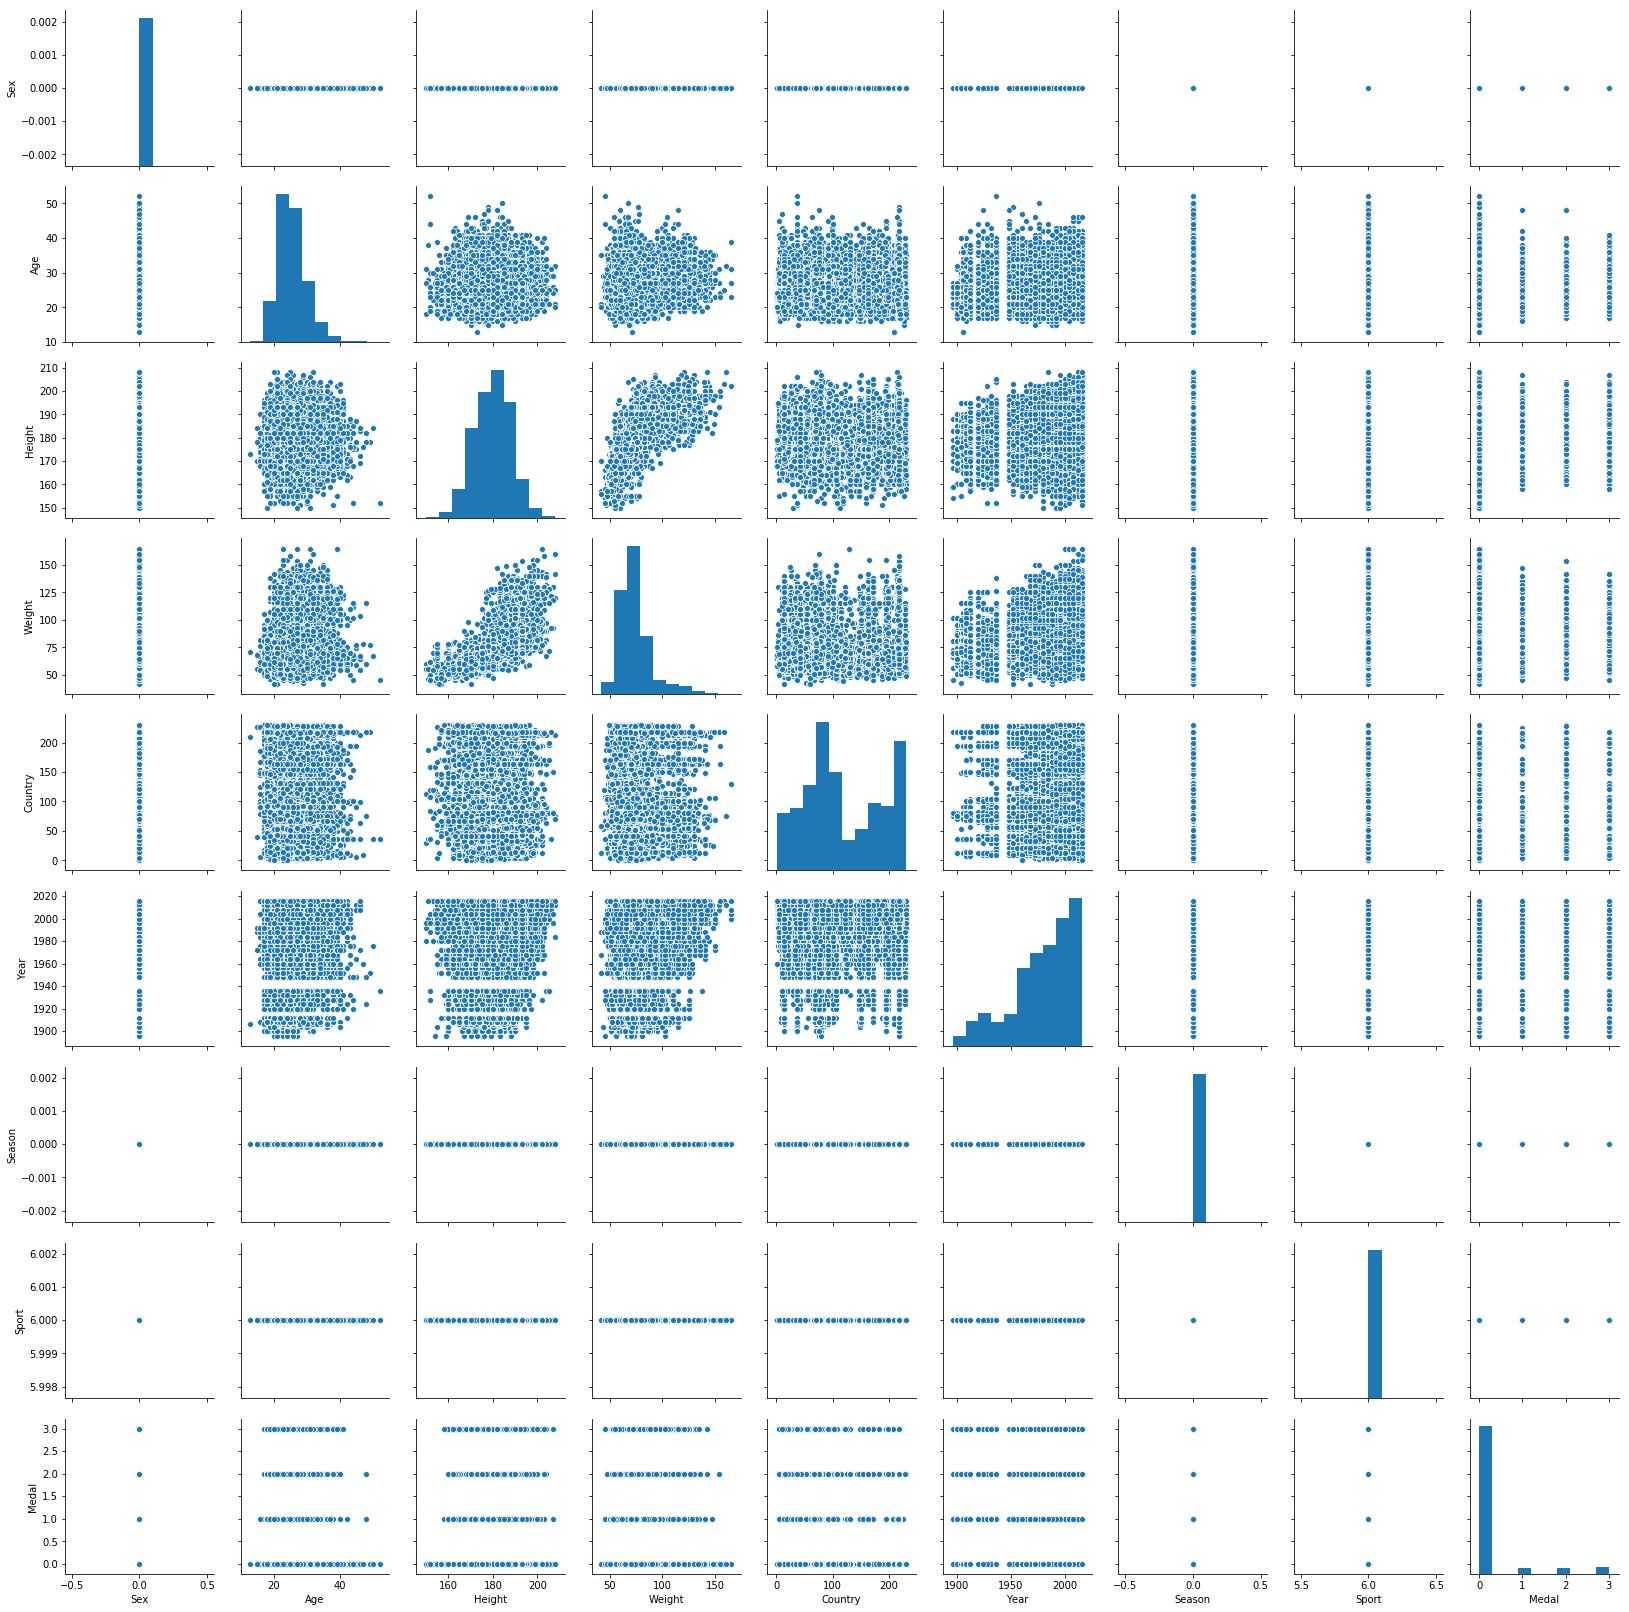 0.002
0.001
0.000
−0.001
−0.002
Sex
50
40
30
20
10
Age
210
200
190
180
170
160
150
Height
150
125
100
75
50
Weight
200
150
100
50
0
Country
2020
2000
1980
1960
1940
1920
1900
Year
0.002
0.001
0.000
−0.001
−0.002
Season
6.002
6.001
6.000
5.999
5.998
Sport
3.0
2.5
2.0
1.5
1.0
0.5
0.0
Medal
−0.5 0.0 0.5
Sex
20 40
Age
160 180 200
Height
50 100 150
Weight
0 100 200
Country
1900 1950 2000
Year
−0.5 0.0 0.5
Season
5.5 6.0 6.5
Sport
0 1 2 3
Medal